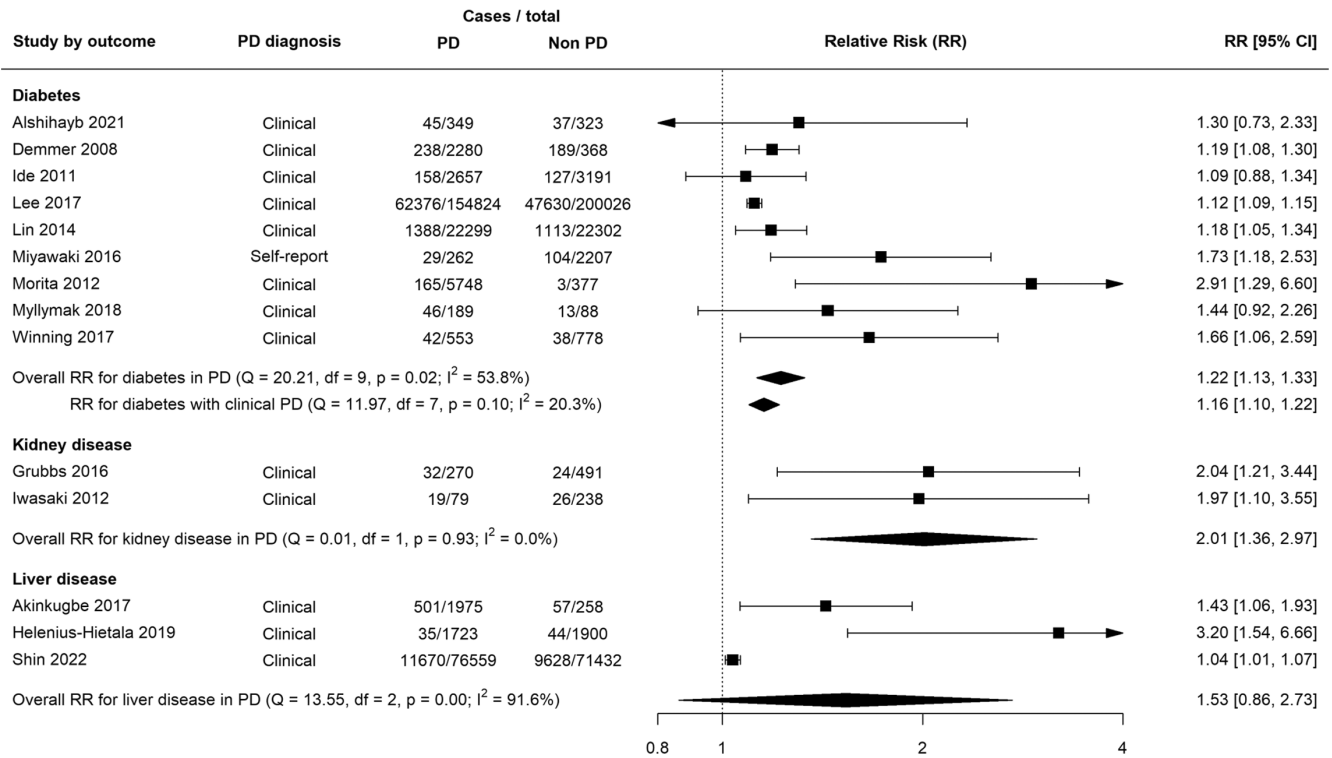 Cases / total
Study by outcome PD diagnosis PD Non PD Relative Risk (RR) RR [95% CI]
Diabetes
Alshihayb 2021 Clinical 45/349 37/323 1.30 [0.73, 2.33]
Demmer 2008 Clinical 238/2280 189/368 1.19 [1.08, 1.30]
Ide 2011 Clinical 158/2657 127/3191 1.09 [0.88, 1.34]
Lee 2017 Clinical 62376/154824 47630/200026 1.12 [1.09, 1.15]
Lin 2014 Clinical 1388/22299 1113/22302 1.18 [1.05, 1.34]
Miyawaki 2016 Self-report 29/262 104/2207 1.73 [1.18, 2.53]
Morita 2012 Clinical 165/5748 3/377 2.91 [1.29, 6.60]
Myllymak 2018 Clinical 46/189 13/88 1.44 [0.92, 2.26]
Winning 2017 Clinical 42/553 38/778 1.66 [1.06, 2.59]
Overall RR for diabetes in PD (Q = 20.21, df = 9, p = 0.02; I² = 53.8%) 1.22 [1.13, 1.33]
RR for diabetes with clinical PD (Q = 11.97, df = 7, p = 0.10; I² = 20.3%) 1.16 [1.10, 1.22]
Kidney disease
Grubbs 2016 Clinical 32/270 24/491 2.04 [1.21, 3.44]
Iwasaki 2012 Clinical 19/79 26/238 1.97 [1.10, 3.55]
Overall RR for kidney disease in PD (Q = 0.01, df = 1, p = 0.93; I² = 0.0%) 2.01 [1.36, 2.97]
Liver disease
Akinkugbe 2017 Clinical 501/1975 57/258 1.43 [1.06, 1.93]
Helenius-Hietala 2019 Clinical 35/1723 44/1900 3.20 [1.54, 6.66]
Shin 2022 Clinical 11670/76559 9628/71432 1.04 [1.01, 1.07]
Overall RR for liver disease in PD (Q = 13.55, df = 2, p = 0.00; I² = 91.6%) 1.53 [0.86, 2.73]
0.8 1 2 4